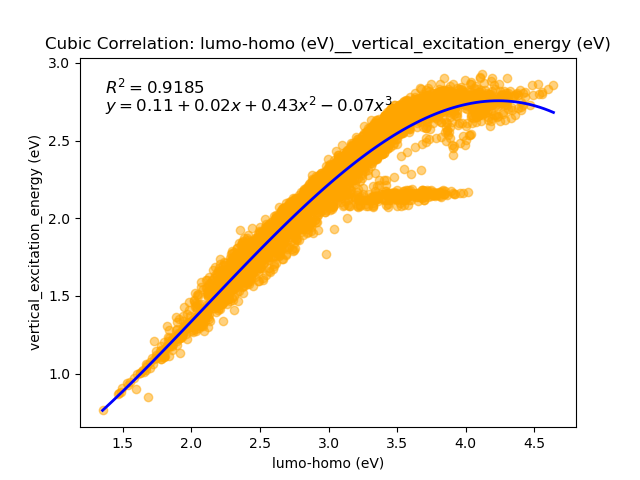 Cubic Correlation: lumo-homo (eV)__vertical_excitation_energy (eV)
R² = 0.9185
y = 0.11 + 0.02x + 0.43x² − 0.07x³
vertical_excitation_energy (eV)
3.0
2.5
2.0
1.5
1.0
1.5 2.0 2.5 3.0 3.5 4.0 4.5
lumo-homo (eV)